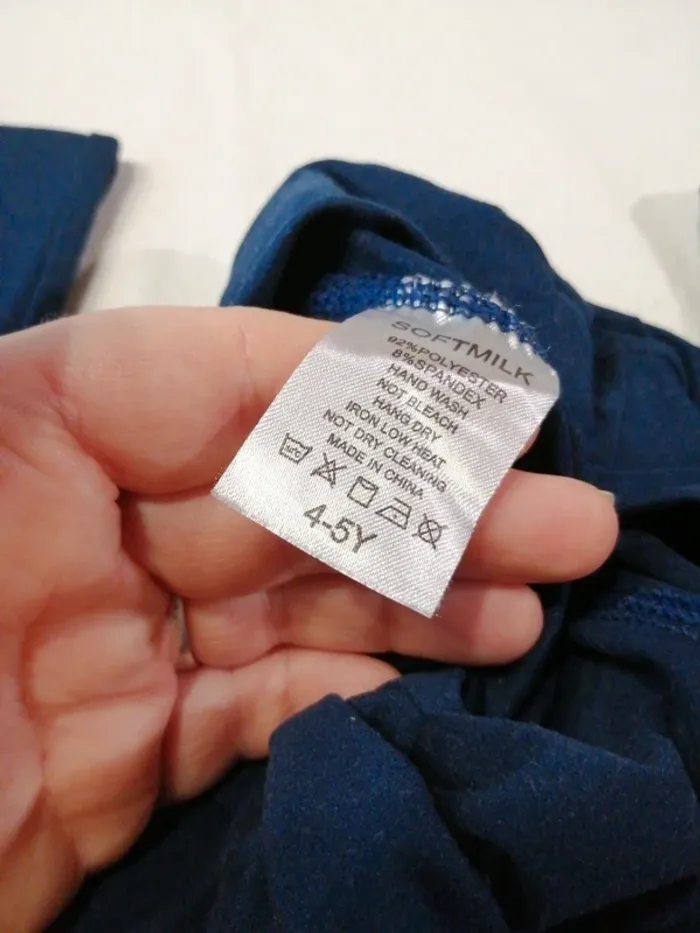 SOFTMILK
92%POLYESTER
8%SPANDEX
HAND WASH
NOT BLEACH
HANG DRY
IRON LOW HEAT
NOT DRY CLEANING
MADE IN CHINA
4-5Y